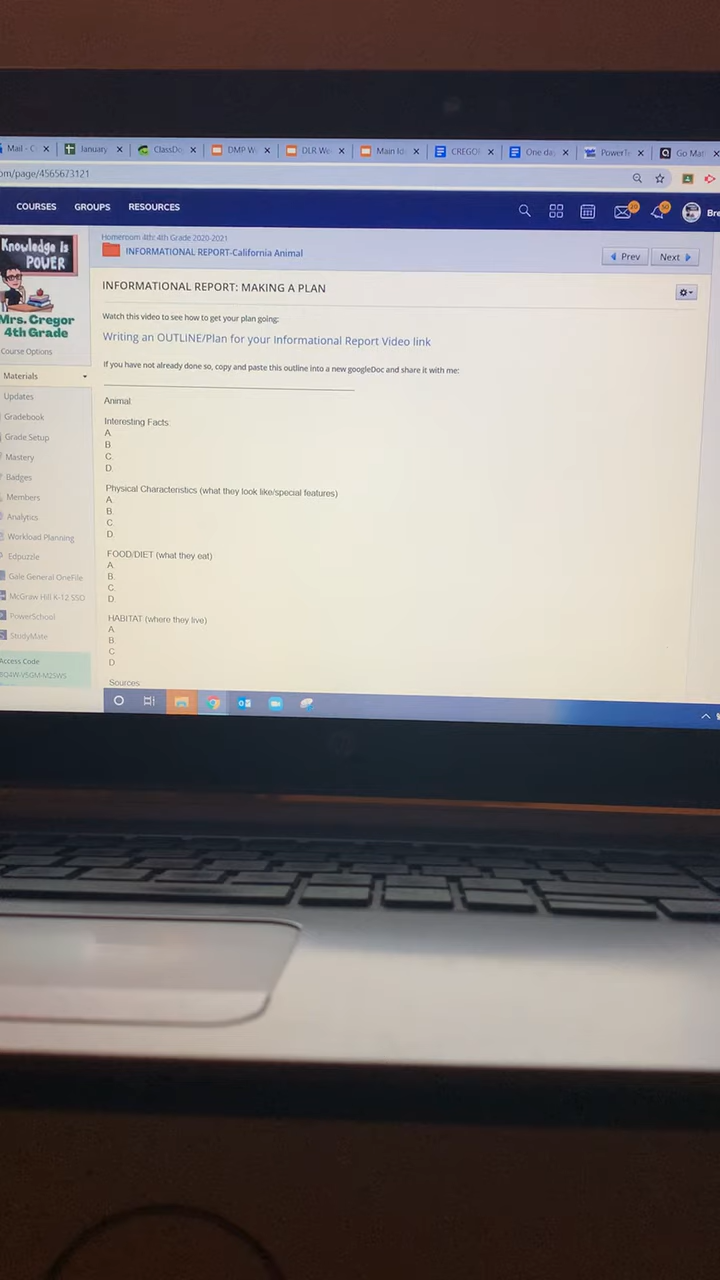 Mail - C
January
ClassDo
DMP W
DLR We
Main Id
CREGO
One da
PowerT
Go Mat
om/page/4565673121
COURSES GROUPS RESOURCES
Bre
Knowledge is
POWER
Mrs. Gregor
4th Grade
Course Options
Materials
Updates
Gradebook
Grade Setup
Mastery
Badges
Members
Analytics
Workload Planning
Edpuzzle
Gale General OneFile
McGraw Hill K-12 SSO
PowerSchool
StudyMate
Access Code
Homeroom 4th: 4th Grade 2020-2021
INFORMATIONAL REPORT-California Animal
Prev Next
INFORMATIONAL REPORT: MAKING A PLAN
Watch this video to see how to get your plan going:
Writing an OUTLINE/Plan for your Informational Report Video link
If you have not already done so, copy and paste this outline into a new googleDoc and share it with me:
Animal:
Interesting Facts:
A.
B.
C.
D.
Physical Characteristics (what they look like/special features)
A.
B.
C.
D.
FOOD/DIET (what they eat)
A.
B.
C.
D.
HABITAT (where they live)
A.
B.
C.
D.
Sources